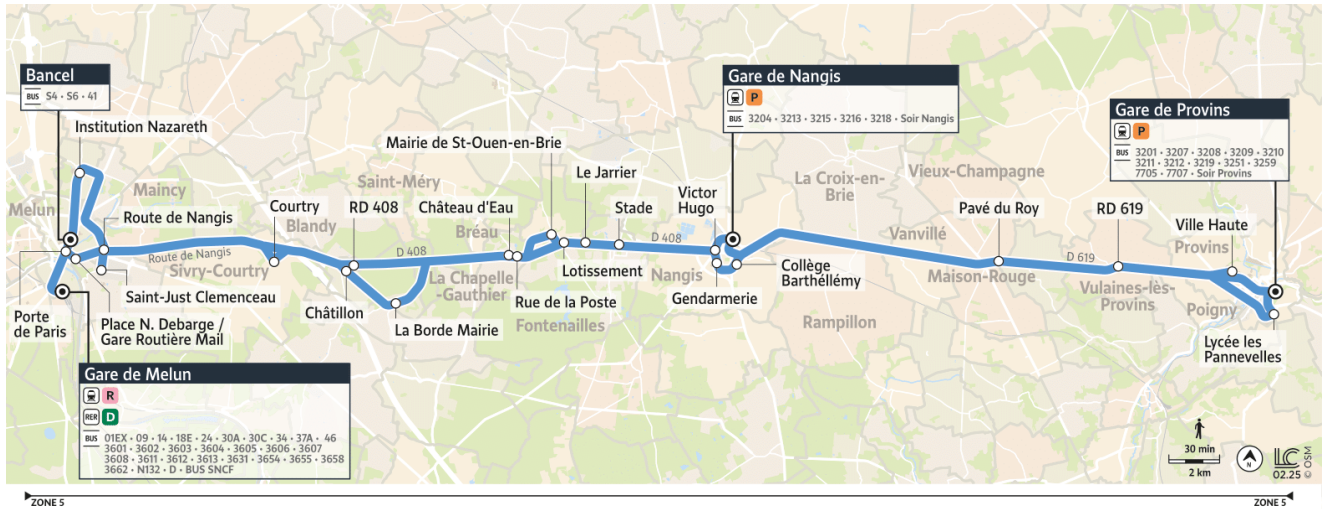 Bancel
BUS S4 • S6 • 41
Institution Nazareth
Maincy
Melun
Route de Nangis
Route de Nangis
Sivry-Courtry
Saint-Just Clemenceau
Porte
de Paris
Place N. Debarge /
Gare Routière Mail
Gare de Melun
R
RER D
BUS 01EX • 09 • 14 • 18E • 24 • 30A • 30C • 34 • 37A • 46
3601 • 3602 • 3603 • 3604 • 3605 • 3606 • 3607
3608 • 3611 • 3612 • 3613 • 3631 • 3654 • 3655 • 3658
3662 • N132 • D • BUS SNCF
Courtry
Blandy
Saint-Méry
RD 408
Châtillon
D 408
La Borde Mairie
Château d'Eau
Bréau
La Chapelle
-Gauthier
Mairie de St-Ouen-en-Brie
Rue de la Poste
Fontenailles
Le Jarrier
Lotissement
Stade
D 408
Nangis
Victor
Hugo
Gendarmerie
Gare de Nangis
P
BUS 3204 • 3213 • 3215 • 3216 • 3218 • Soir Nangis
Collège
Barthéllémy
La Croix-en-
Brie
Rampillon
Vieux-Champagne
Vanvillé
Pavé du Roy
Maison-Rouge
RD 619
D 619
Vulaines-lès-
Provins
Gare de Provins
P
BUS 3201 • 3207 • 3208 • 3209 • 3210
3211 • 3212 • 3219 • 3251 • 3259
7705 • 7707 • Soir Provins
Ville Haute
Provins
Poigny
Lycée les
Pannevelles
30 min
2 km
N
LC
02.25
© OSM
ZONE 5
ZONE 5